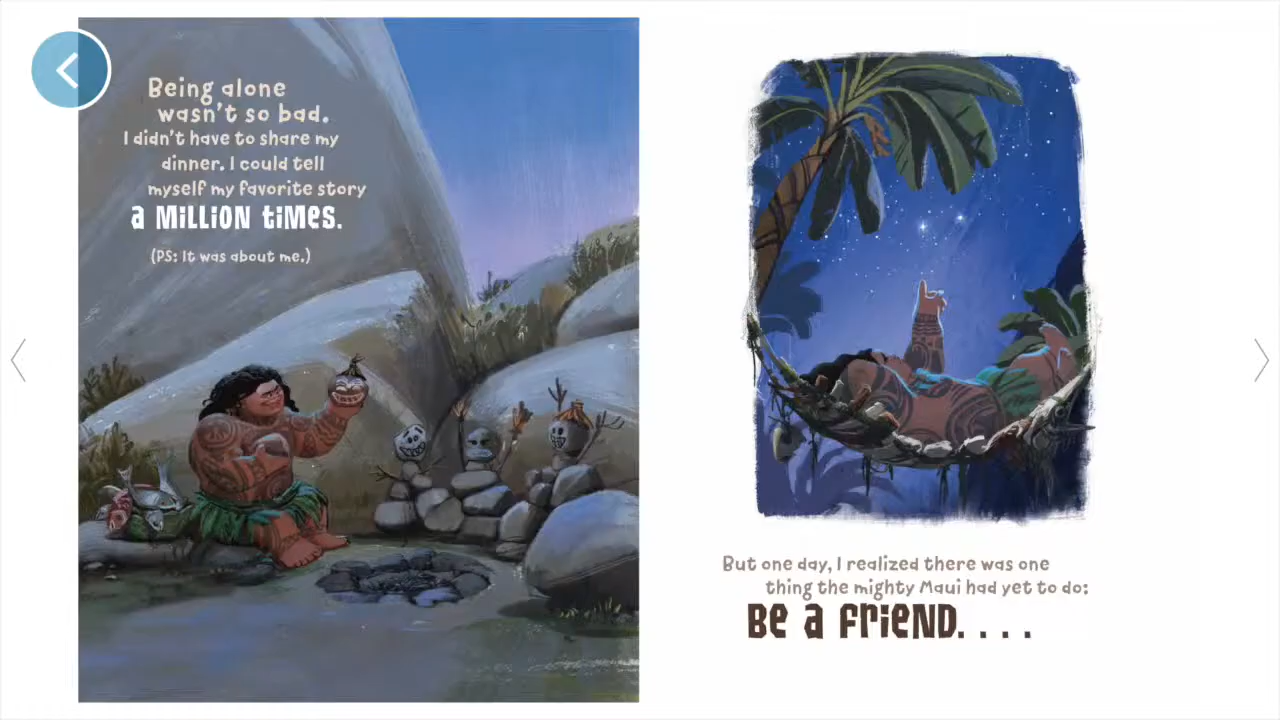 Being alone
wasn't so bad.
I didn't have to share my
dinner. I could tell
myself my favorite story
a MILLION tiMES.
(PS: It was about me.)
But one day, I realized there was one
thing the mighty Maui had yet to do:
BE a FRiEND. . . .